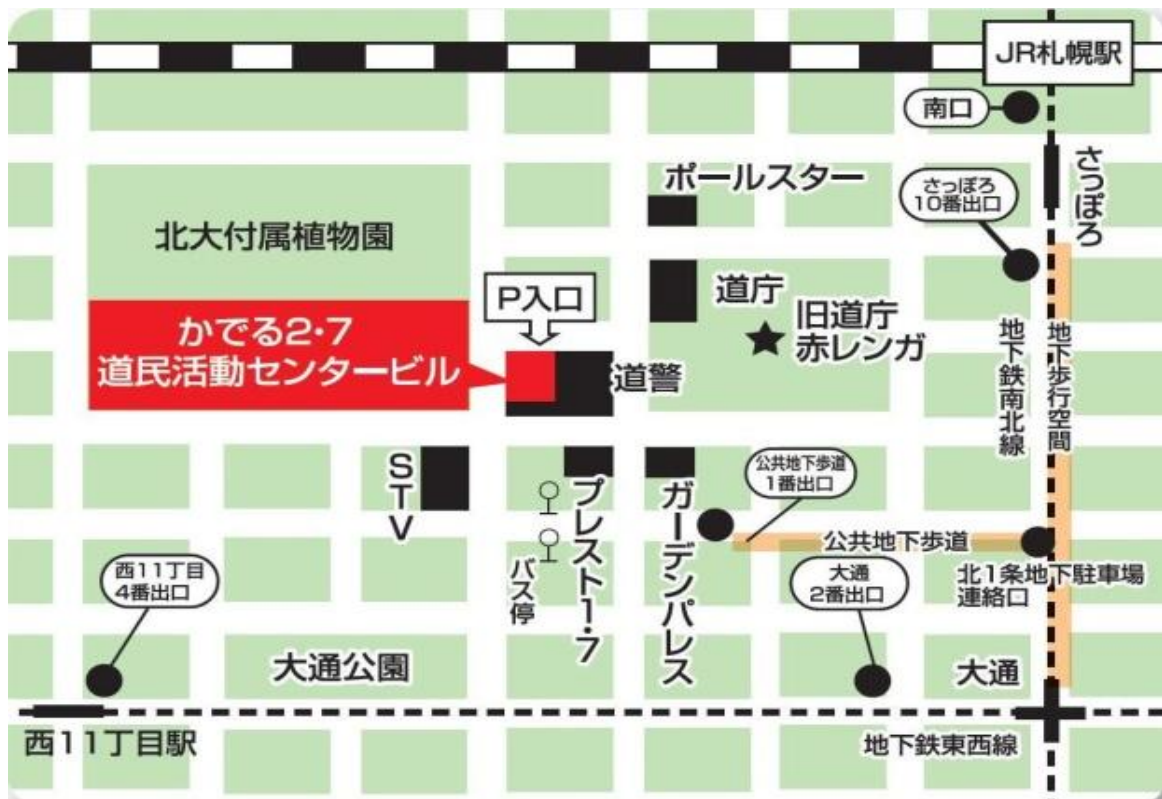 JR札幌駅
南口
さっぽろ
ポールスター
さっぽろ
10番出口
北大付属植物園
P入口
道庁
旧道庁
赤レンガ
かでる2・7
道民活動センタービル
道警
地下鉄南北線
地下歩行空間
STV
プレスト1・7
ガーデンパレス
公共地下歩道
1番出口
バス停
公共地下歩道
西11丁目
4番出口
大通
2番出口
北1条地下駐車場
連絡口
大通公園
大通
西11丁目駅
地下鉄東西線